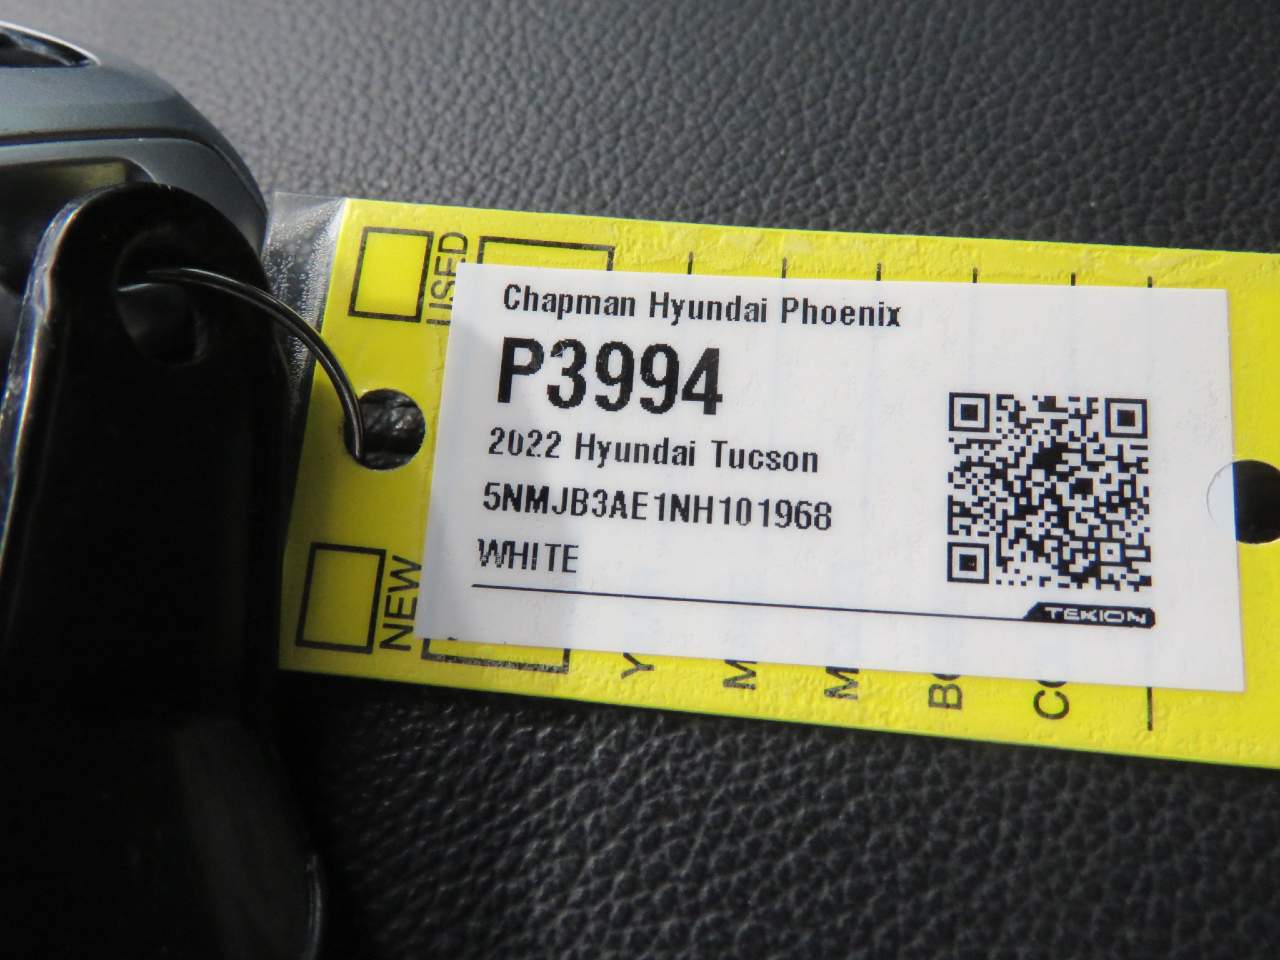 USED
Chapman Hyundai Phoenix
P3994
2022 Hyundai Tucson
5NMJB3AE1NH101968
WHITE
TEKION
NEW